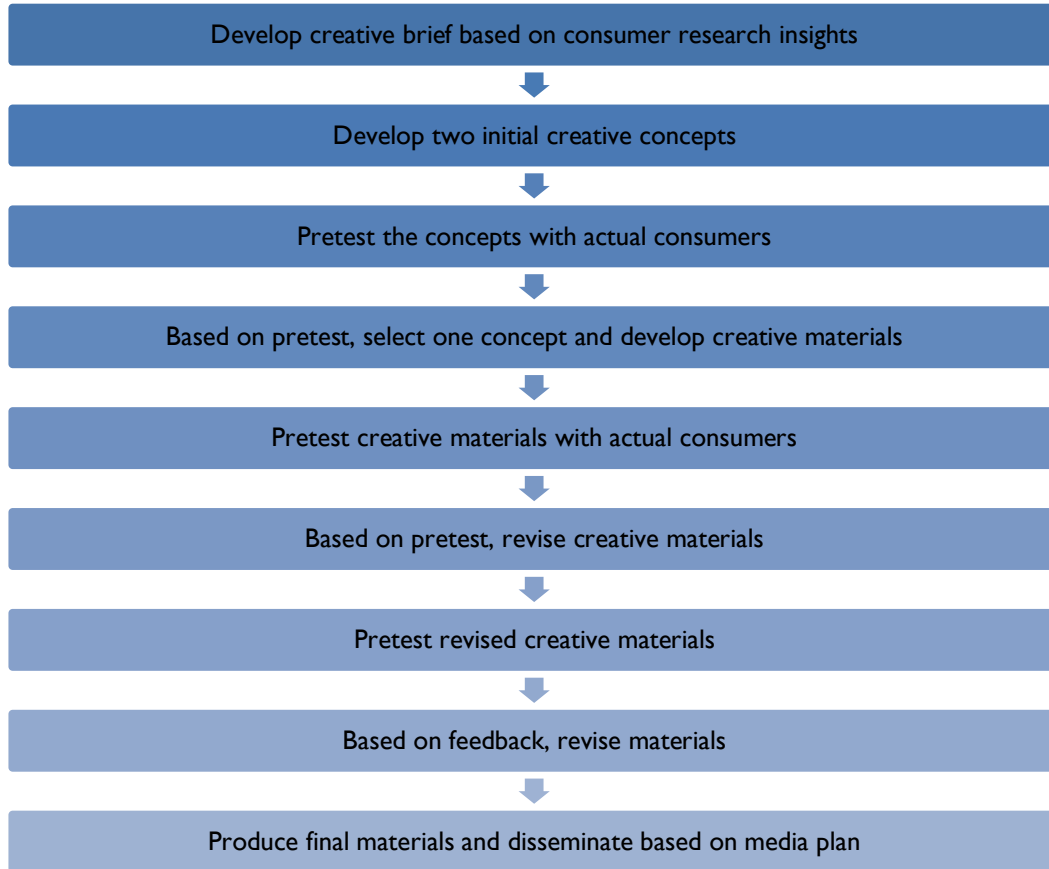 Develop creative brief based on consumer research insights
Develop two initial creative concepts
Pretest the concepts with actual consumers
Based on pretest, select one concept and develop creative materials
Pretest creative materials with actual consumers
Based on pretest, revise creative materials
Pretest revised creative materials
Based on feedback, revise materials
Produce final materials and disseminate based on media plan